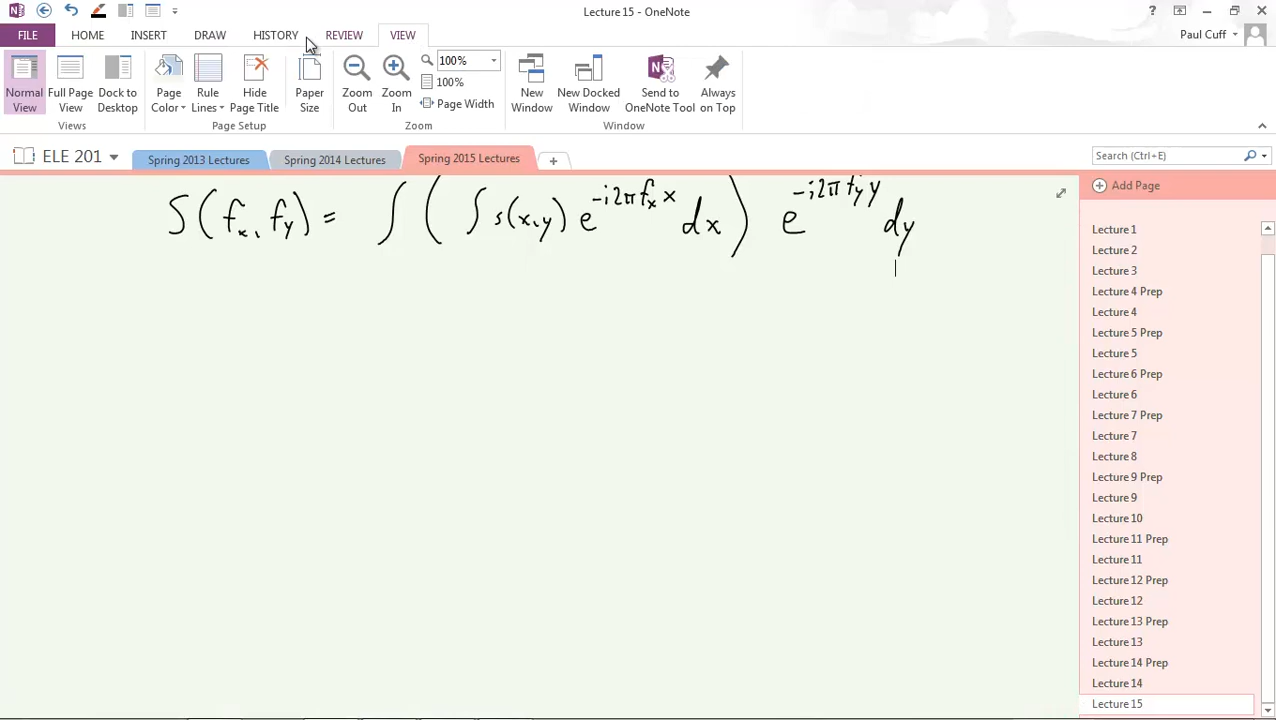 Lecture 15 - OneNote
?
FILE HOME INSERT DRAW HISTORY REVIEW VIEW
Paul Cuff
Normal View
Full Page View
Dock to Desktop
Views
Page Color
Rule Lines
Hide Page Title
Page Setup
Paper Size
Zoom Out
Zoom In
100%
100%
Page Width
Zoom
New Window
New Docked Window
Send to OneNote Tool
Always on Top
Window
ELE 201
Spring 2013 Lectures
Spring 2014 Lectures
Spring 2015 Lectures
Search (Ctrl+E)
S(f_x, f_y) = ∫ ( ∫ s(x,y) e^{-i2πf_x x} dx ) e^{-i2πf_y y} dy
Add Page
Lecture 1
Lecture 2
Lecture 3
Lecture 4 Prep
Lecture 4
Lecture 5 Prep
Lecture 5
Lecture 6 Prep
Lecture 6
Lecture 7 Prep
Lecture 7
Lecture 8
Lecture 9 Prep
Lecture 9
Lecture 10
Lecture 11 Prep
Lecture 11
Lecture 12 Prep
Lecture 12
Lecture 13 Prep
Lecture 13
Lecture 14 Prep
Lecture 14
Lecture 15